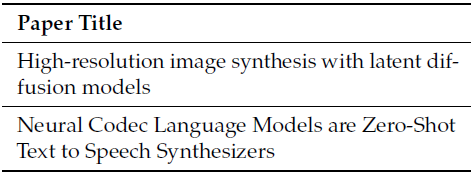 Paper Title
High-resolution image synthesis with latent dif-
fusion models
Neural Codec Language Models are Zero-Shot
Text to Speech Synthesizers